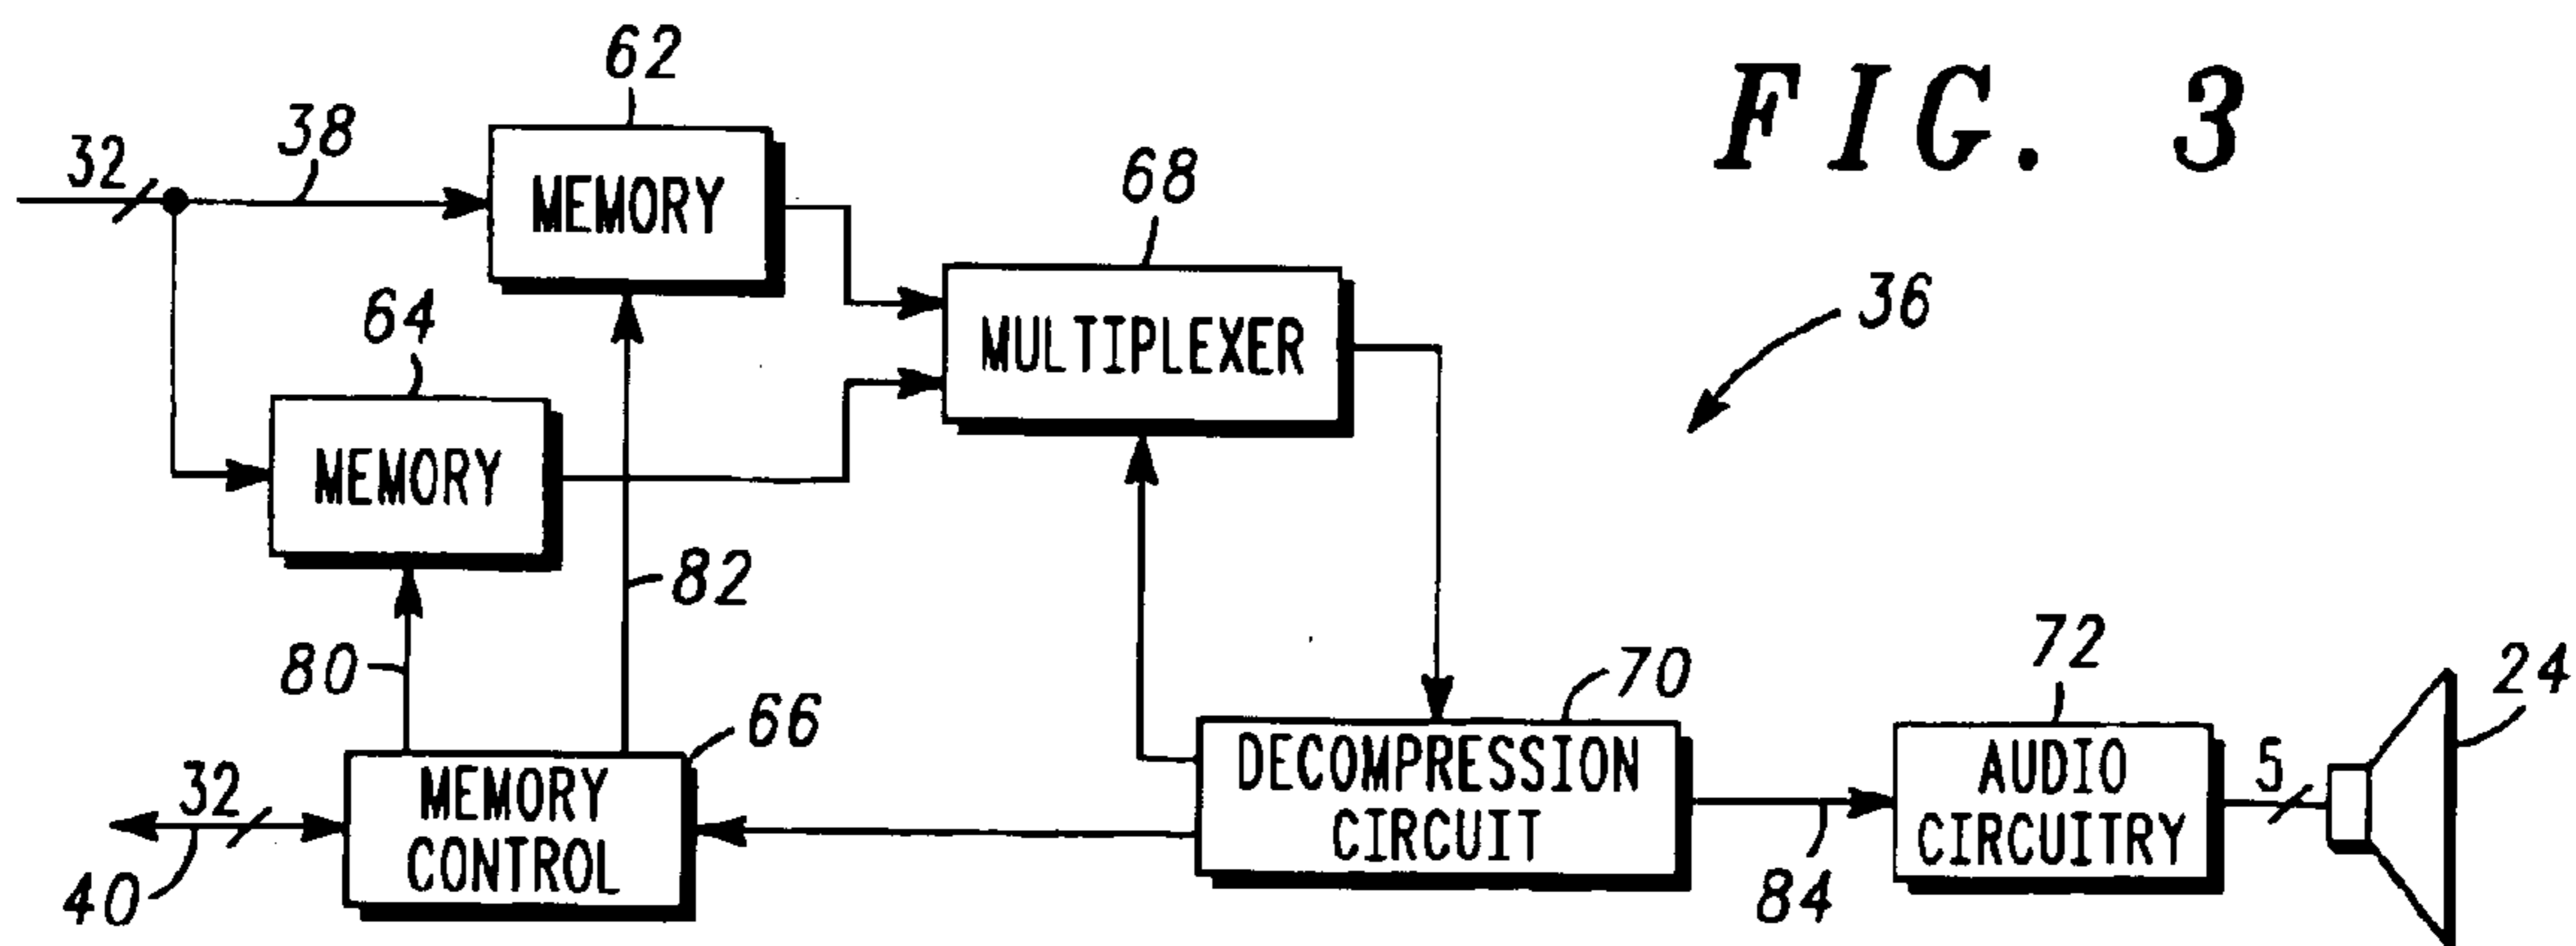 FIG. 3
62
38
32
MEMORY
68
64
MULTIPLEXER
36
MEMORY
82
80
66
70
72
24
32
MEMORY
CONTROL
DECOMPRESSION
CIRCUIT
AUDIO
CIRCUITRY
5
40
84